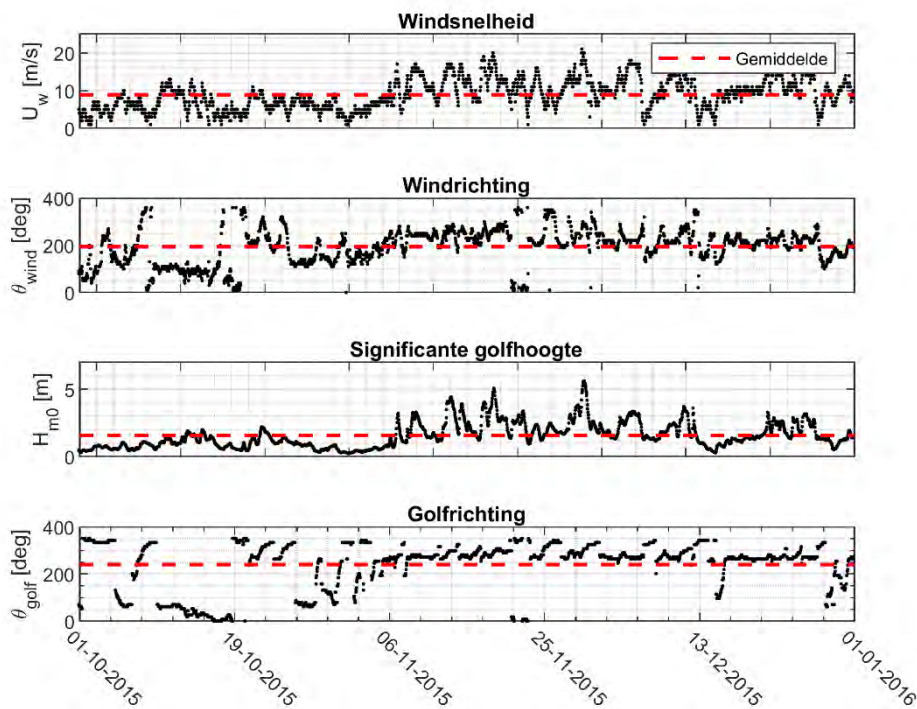 Windsnelheid
U_w [m/s]
20
10
0
Gemiddelde
Windrichting
θ_wind [deg]
400
200
0
Significante golfhoogte
H_m0 [m]
5
0
Golfrichting
θ_golf [deg]
400
200
0
01-10-2015
19-10-2015
06-11-2015
25-11-2015
13-12-2015
01-01-2016